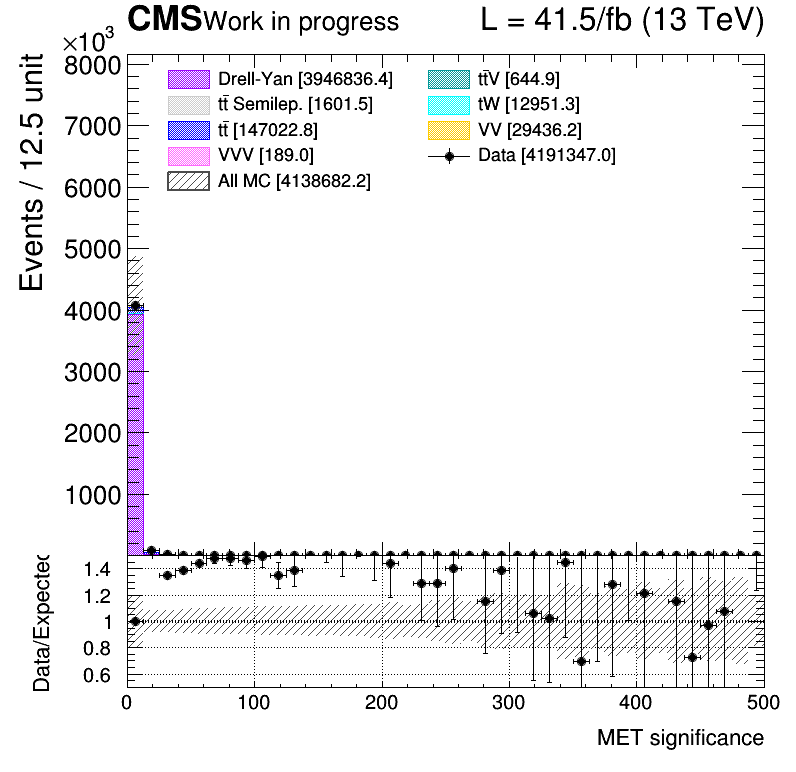 CMS Work in progress L = 41.5/fb (13 TeV)
×10³
Events / 12.5 unit
8000
7000
6000
5000
4000
3000
2000
1000
Drell-Yan [3946836.4]
tt̄ Semilep. [1601.5]
tt̄ [147022.8]
VVV [189.0]
All MC [4138682.2]
tt̄V [644.9]
tW [12951.3]
VV [29436.2]
Data [4191347.0]
Data/Expected
1.4
1.2
1
0.8
0.6
0 100 200 300 400 500
MET significance